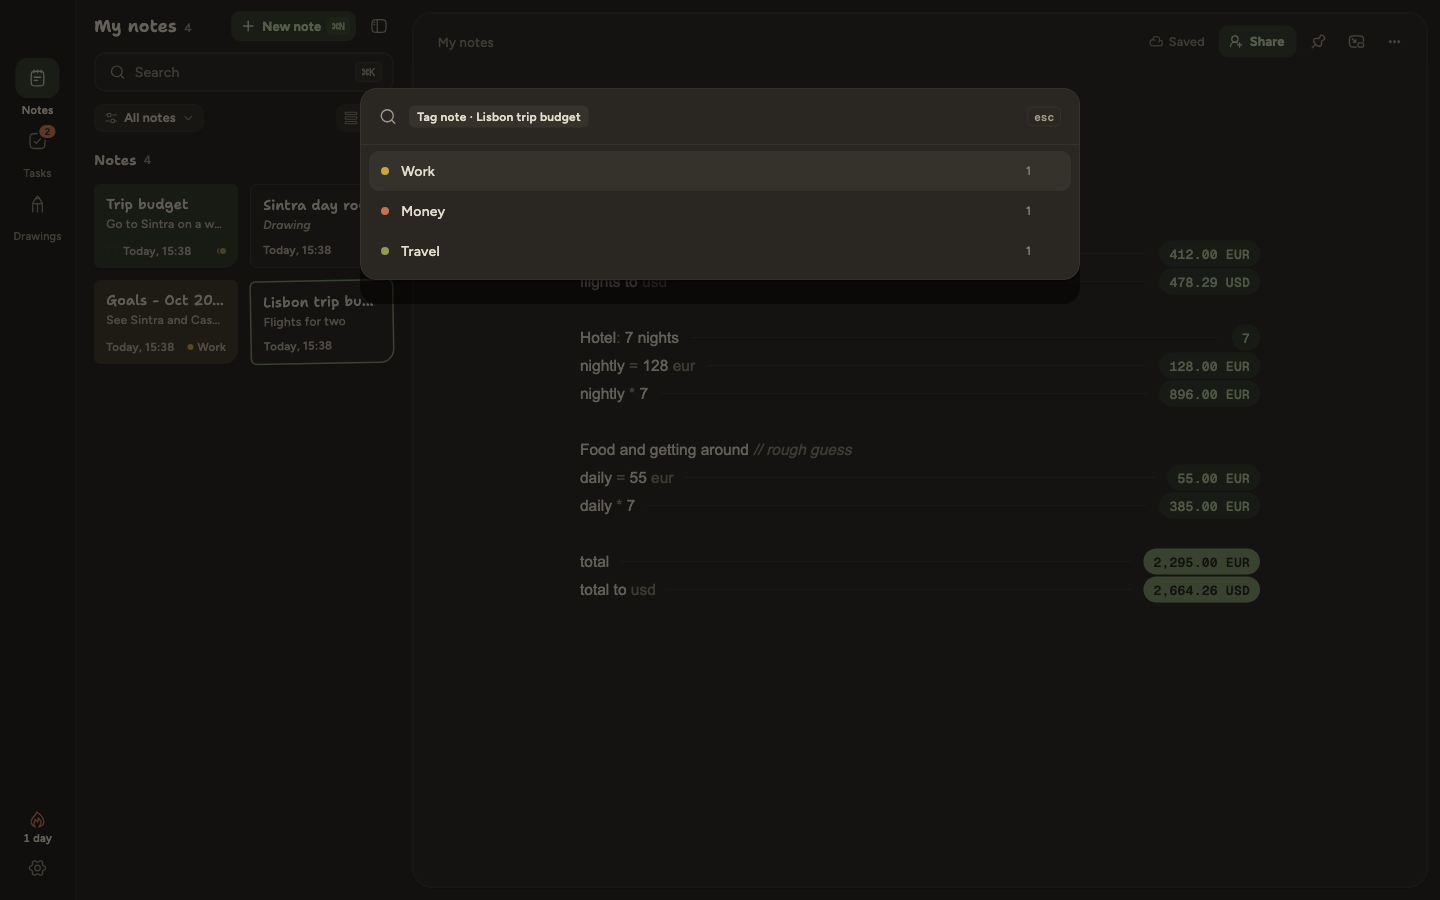 My notes 4
New note ⌘N
Search ⌘K
All notes
Notes 4
Trip budget
Go to Sintra on a w...
Today, 15:38
Sintra day ro
Drawing
Today, 15:38
Goals - Oct 20...
See Sintra and Cas...
Today, 15:38 Work
Lisbon trip bu...
Flights for two
Today, 15:38
Notes
2
Tasks
Drawings
1 day
My notes
Saved
Share
Tag note · Lisbon trip budget
esc
Work 1
Money 1
Travel 1
412.00 EUR
flights to usd 478.29 USD
Hotel: 7 nights 7
nightly = 128 eur 128.00 EUR
nightly * 7 896.00 EUR
Food and getting around // rough guess
daily = 55 eur 55.00 EUR
daily * 7 385.00 EUR
total 2,295.00 EUR
total to usd 2,664.26 USD